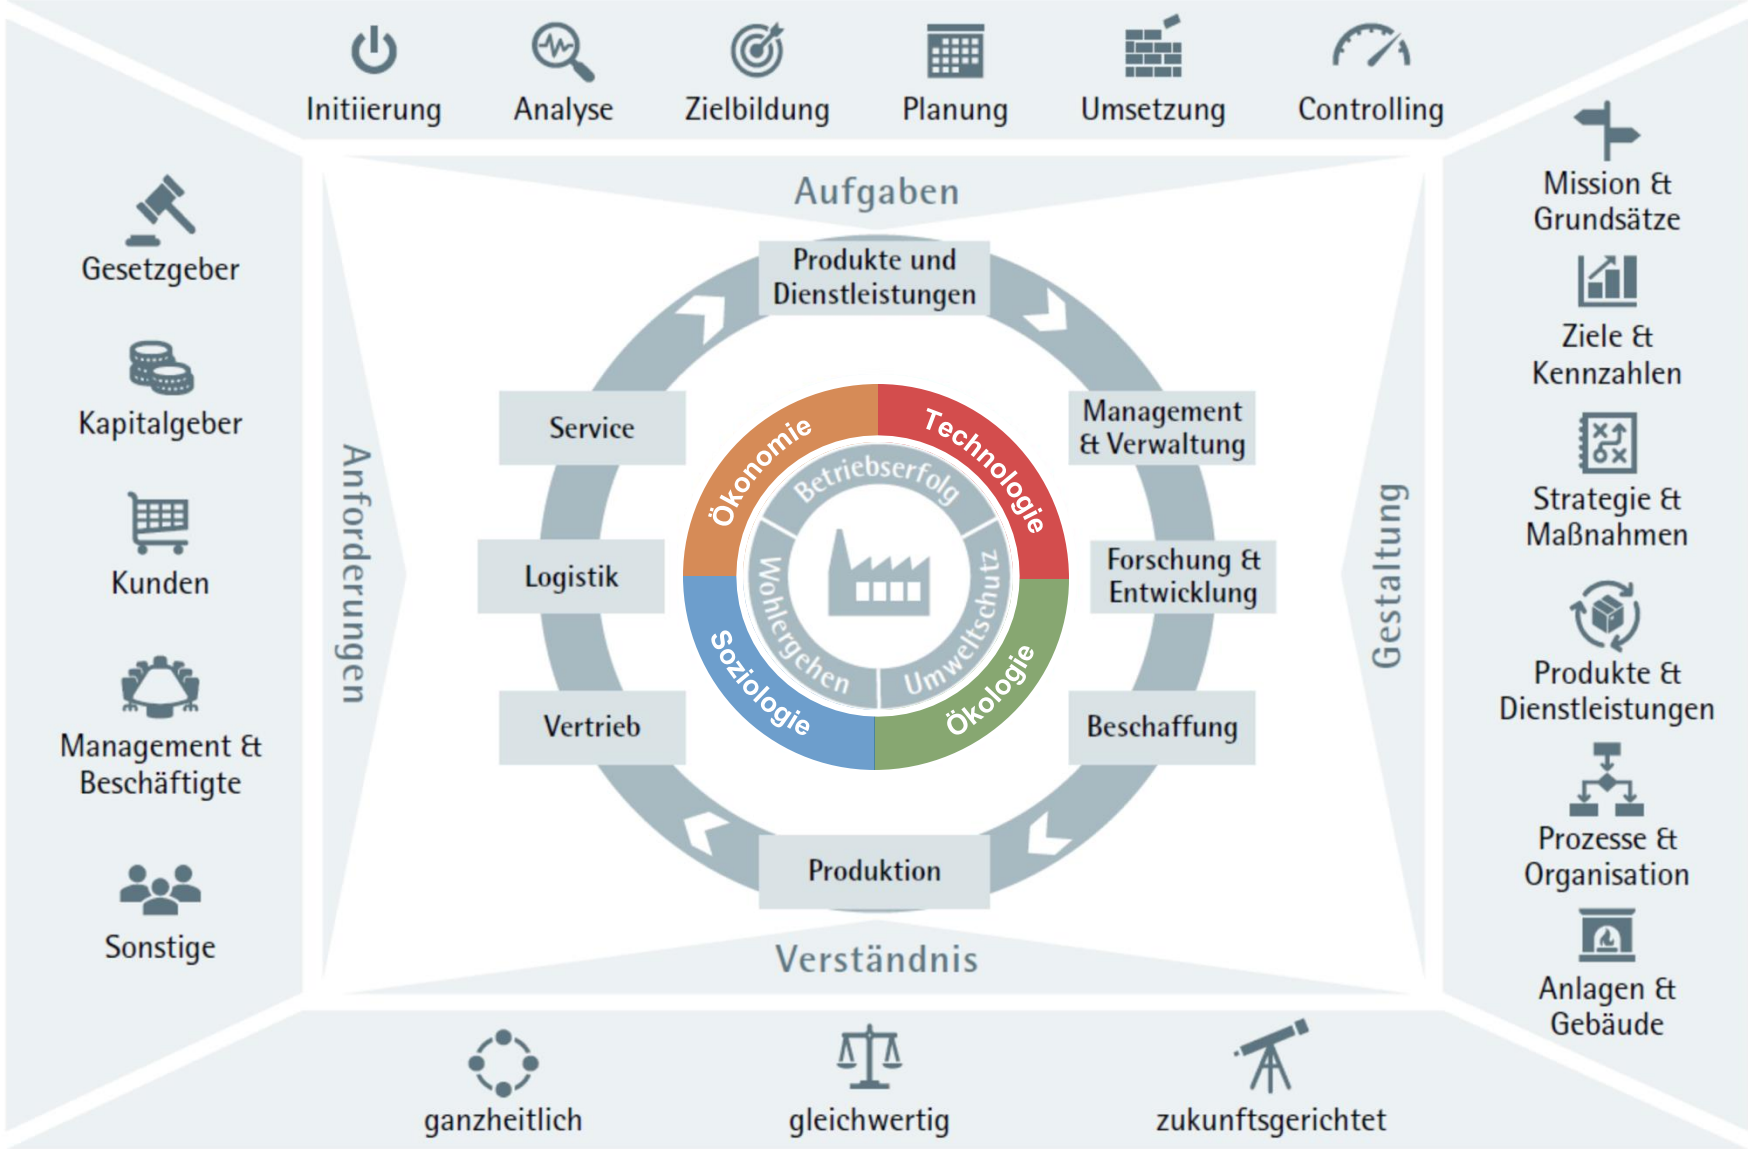 Initiierung
Analyse
Zielbildung
Planung
Umsetzung
Controlling
Aufgaben
Gesetzgeber
Kapitalgeber
Kunden
Management &
Beschäftigte
Sonstige
Anforderungen
Produkte und
Dienstleistungen
Management
& Verwaltung
Forschung &
Entwicklung
Beschaffung
Produktion
Vertrieb
Logistik
Service
Ökonomie
Technologie
Ökologie
Soziologie
Betriebserfolg
Umweltschutz
Wohlergehen
Gestaltung
Mission &
Grundsätze
Ziele &
Kennzahlen
Strategie &
Maßnahmen
Produkte &
Dienstleistungen
Prozesse &
Organisation
Anlagen &
Gebäude
Verständnis
ganzheitlich
gleichwertig
zukunftsgerichtet